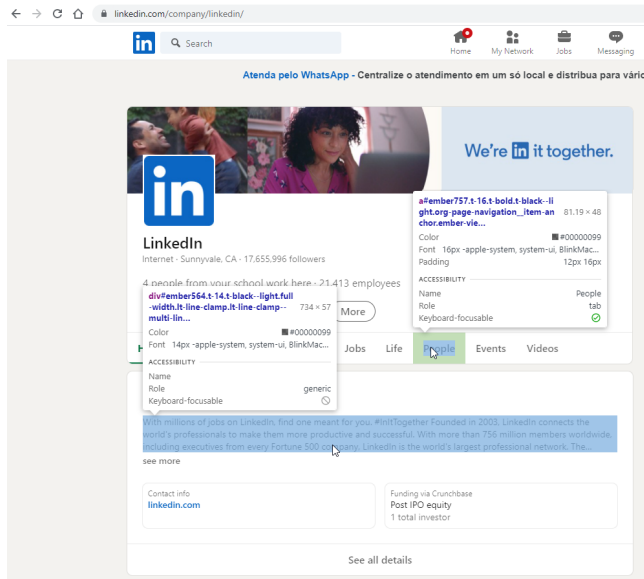 linkedin.com/company/linkedin/
in
Search
Home
My Network
Jobs
Messaging
Atenda pelo WhatsApp - Centralize o atendimento em um só local e distribua para vário
We're in it together.
in
LinkedIn
Internet · Sunnyvale, CA · 17,655,996 followers
4 people from your school work here · 21,413 employees
More
Jobs
Life
People
Events
Videos
a#ember757.t-16.t-bold.t-black--li
ght.org-page-navigation__item-an
chor.ember-vie...
81.19 × 48
Color #00000099
Font 16px -apple-system, system-ui, BlinkMac...
Padding 12px 16px
ACCESSIBILITY
Name People
Role tab
Keyboard-focusable
div#ember564.t-14.t-black--light.full
-width.lt-line-clamp.lt-line-clamp--
multi-lin...
734 × 57
Color #00000099
Font 14px -apple-system, system-ui, BlinkMac...
ACCESSIBILITY
Name
Role generic
Keyboard-focusable
With millions of jobs on LinkedIn, find one meant for you. #InItTogether Founded in 2003, LinkedIn connects the
world's professionals to make them more productive and successful. With more than 756 million members worldwide,
including executives from every Fortune 500 company, LinkedIn is the world's largest professional network. The...
see more
Contact info
linkedin.com
Funding via Crunchbase
Post IPO equity
1 total investor
See all details